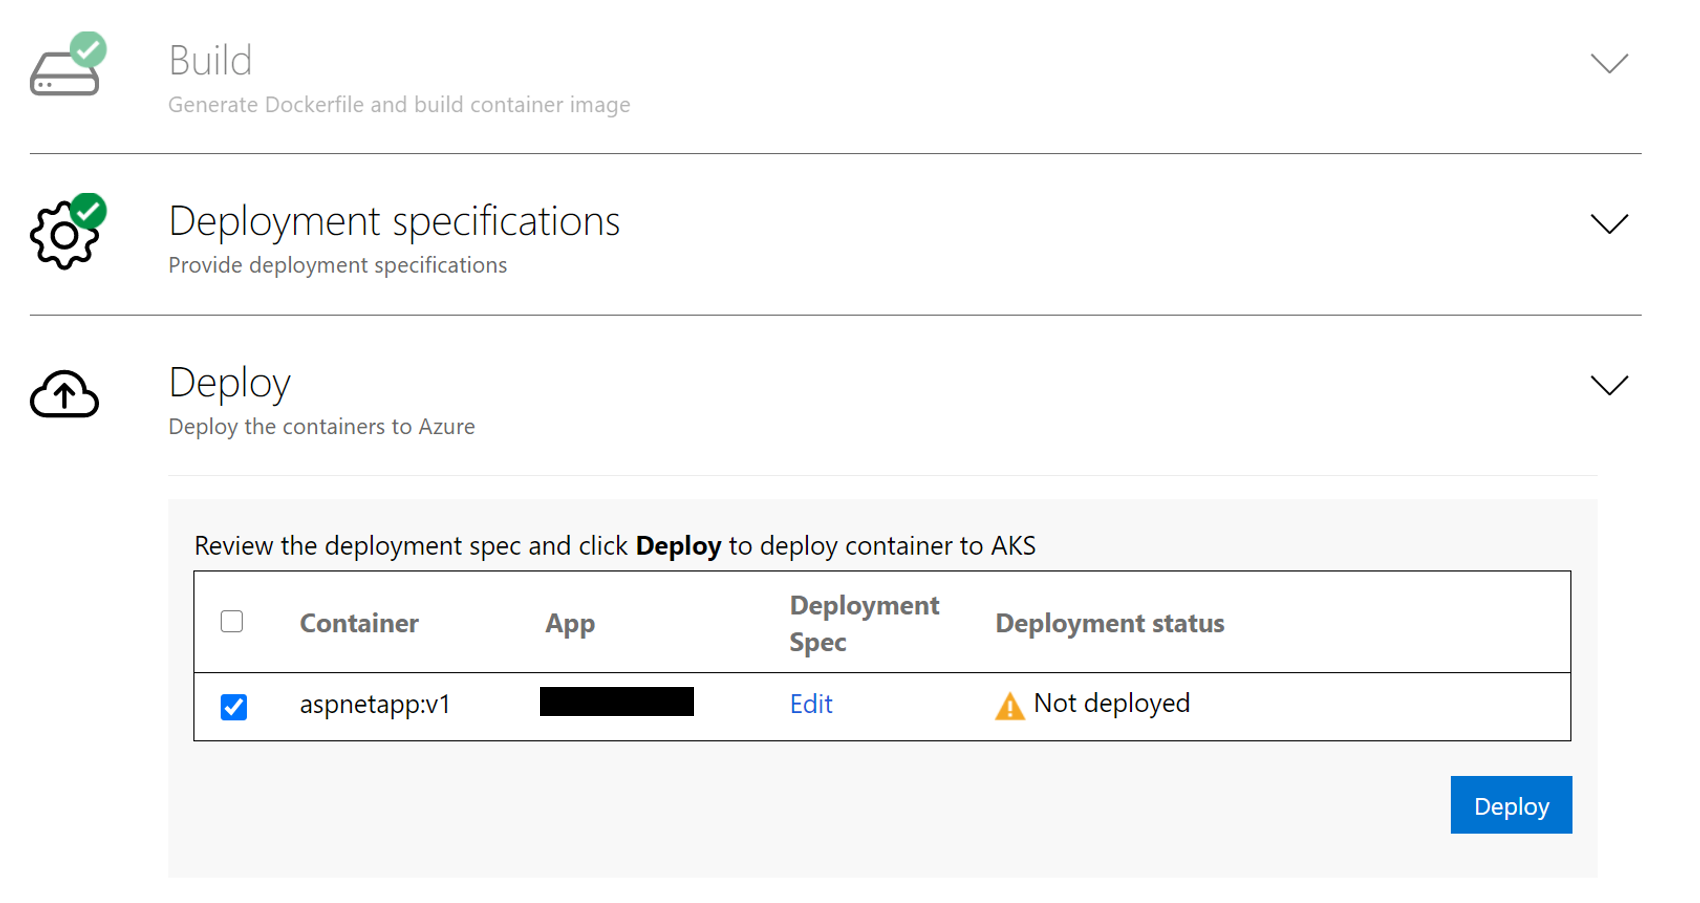 Build
Generate Dockerfile and build container image
Deployment specifications
Provide deployment specifications
Deploy
Deploy the containers to Azure
Review the deployment spec and click Deploy to deploy container to AKS
Container App Deployment Spec Deployment status
aspnetapp:v1 Edit Not deployed
Deploy